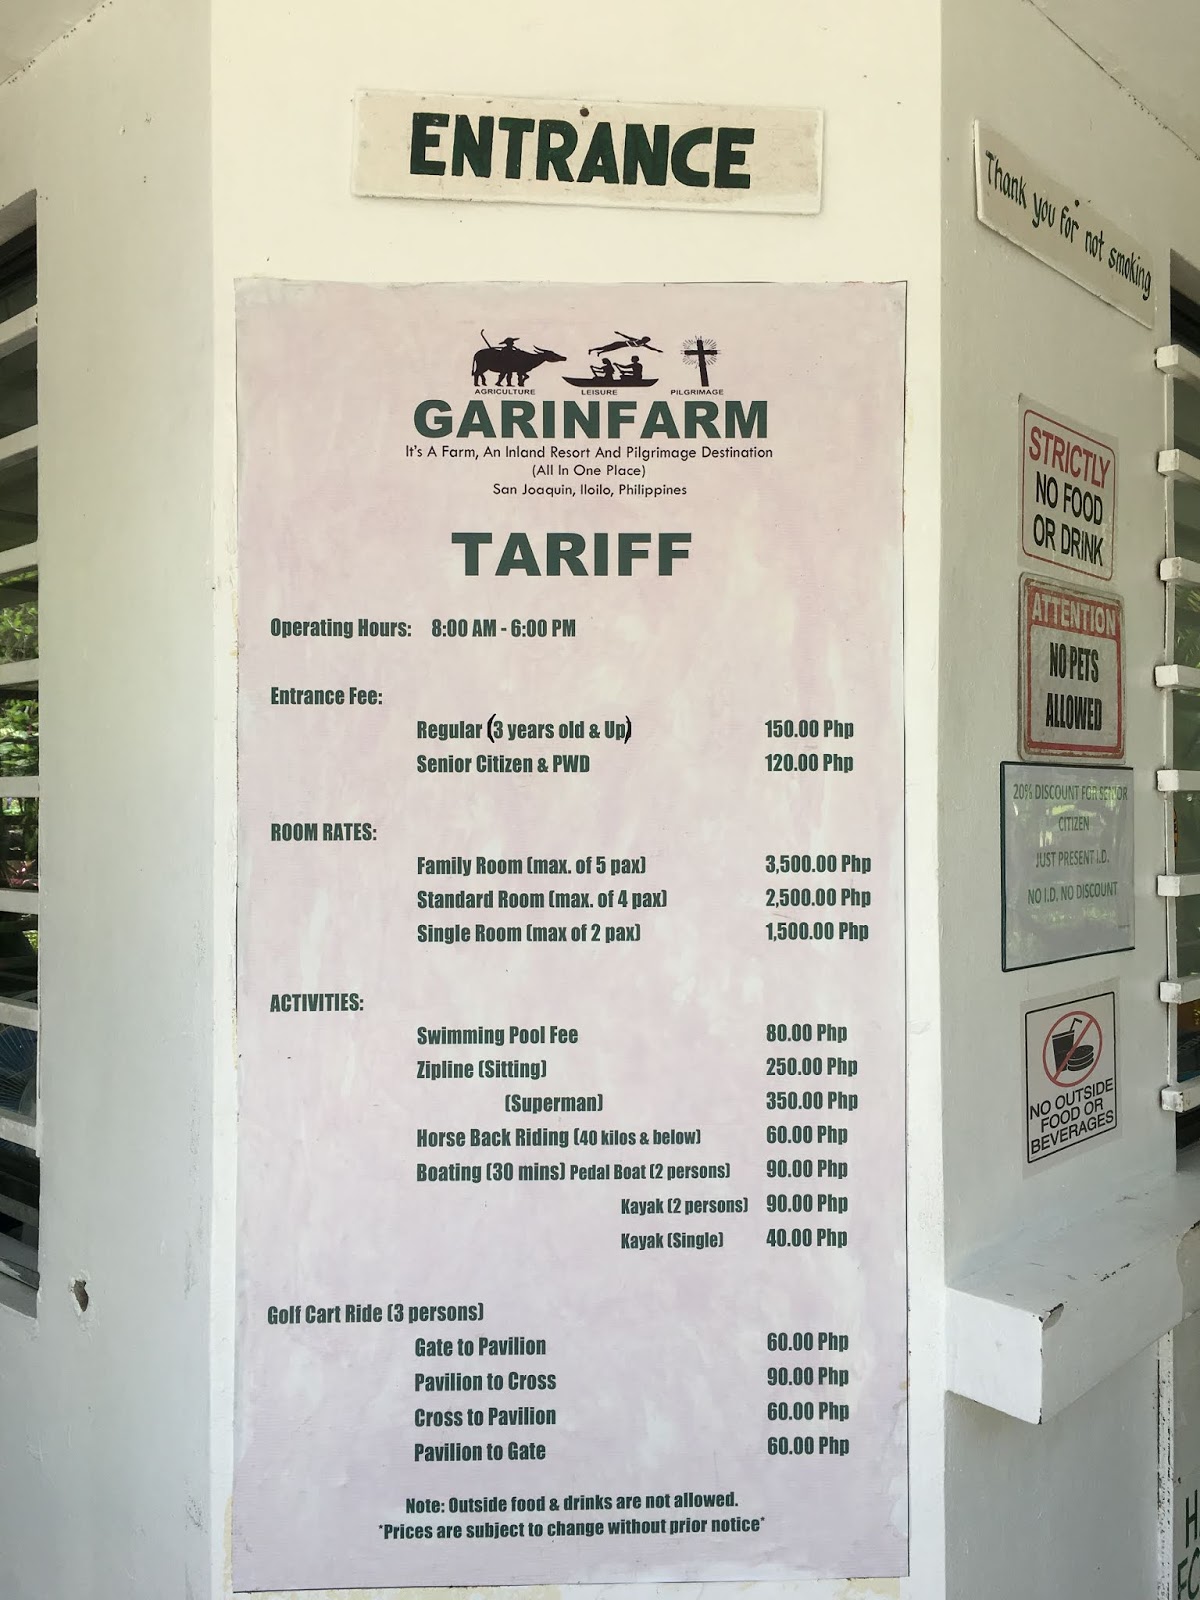 ENTRANCE
Thank you for not smoking
AGRICULTURE LEISURE PILGRIMAGE
GARINFARM
It's A Farm, An Inland Resort And Pilgrimage Destination
(All In One Place)
San Joaquin, Iloilo, Philippines
TARIFF
Operating Hours: 8:00 AM - 6:00 PM
Entrance Fee:
Regular (3 years old & Up) 150.00 Php
Senior Citizen & PWD 120.00 Php
ROOM RATES:
Family Room (max. of 5 pax) 3,500.00 Php
Standard Room (max. of 4 pax) 2,500.00 Php
Single Room (max of 2 pax) 1,500.00 Php
ACTIVITIES:
Swimming Pool Fee 80.00 Php
Zipline (Sitting) 250.00 Php
(Superman) 350.00 Php
Horse Back Riding (40 kilos & below) 60.00 Php
Boating (30 mins) Pedal Boat (2 persons) 90.00 Php
Kayak (2 persons) 90.00 Php
Kayak (Single) 40.00 Php
Golf Cart Ride (3 persons)
Gate to Pavilion 60.00 Php
Pavilion to Cross 90.00 Php
Cross to Pavilion 60.00 Php
Pavilion to Gate 60.00 Php
Note: Outside food & drinks are not allowed.
*Prices are subject to change without prior notice*
STRICTLY
NO FOOD
OR DRINK
ATTENTION
NO PETS
ALLOWED
20% DISCOUNT FOR SENIOR
CITIZEN
JUST PRESENT I.D.
NO I.D. NO DISCOUNT
NO OUTSIDE
FOOD OR
BEVERAGES